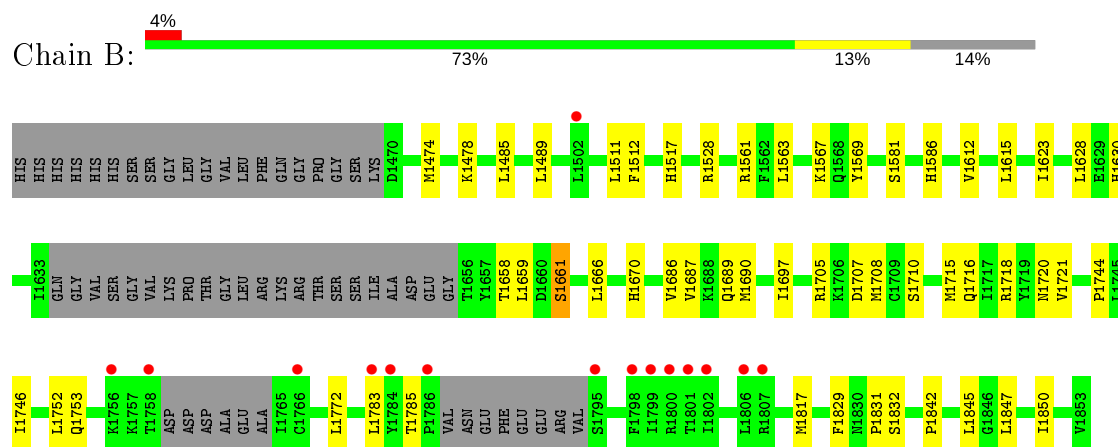 4%
Chain B:
73% 13% 14%
HIS HIS HIS HIS HIS HIS SER SER GLY LEU GLY VAL LEU PHE GLN GLY PRO GLY SER LYS D1470 M1474 K1478 L1485 L1489 L1502 L1511 F1512 H1517 R1528 R1561 F1562 L1563 K1567 Q1568 Y1569 S1581 H1586 V1612 L1615 I1623 L1628 E1629 H1630
I1633 GLN GLY VAL SER GLY VAL LYS PRO THR GLY LEU ARG LYS ARG THR SER SER ILE ALA ASP GLU GLY T1656 Y1657 T1658 L1659 D1660 S1661 L1666 H1670 V1686 V1687 K1688 Q1689 M1690 I1697 R1705 K1706 D1707 M1708 C1709 S1710 M1715 Q1716 I1717 R1718 Y1719 N1720 V1721 P1744 L1745
I1746 L1752 Q1753 K1756 K1757 T1758 ASP ASP ASP ALA GLU ALA I1765 C1766 L1772 L1783 Y1784 T1785 P1786 VAL ASN GLU PHE GLU GLU ARG VAL S1795 F1798 I1799 R1800 T1801 I1802 L1806 R1807 M1817 F1829 N1830 P1831 S1832 P1842 L1845 G1846 L1847 I1850 V1853